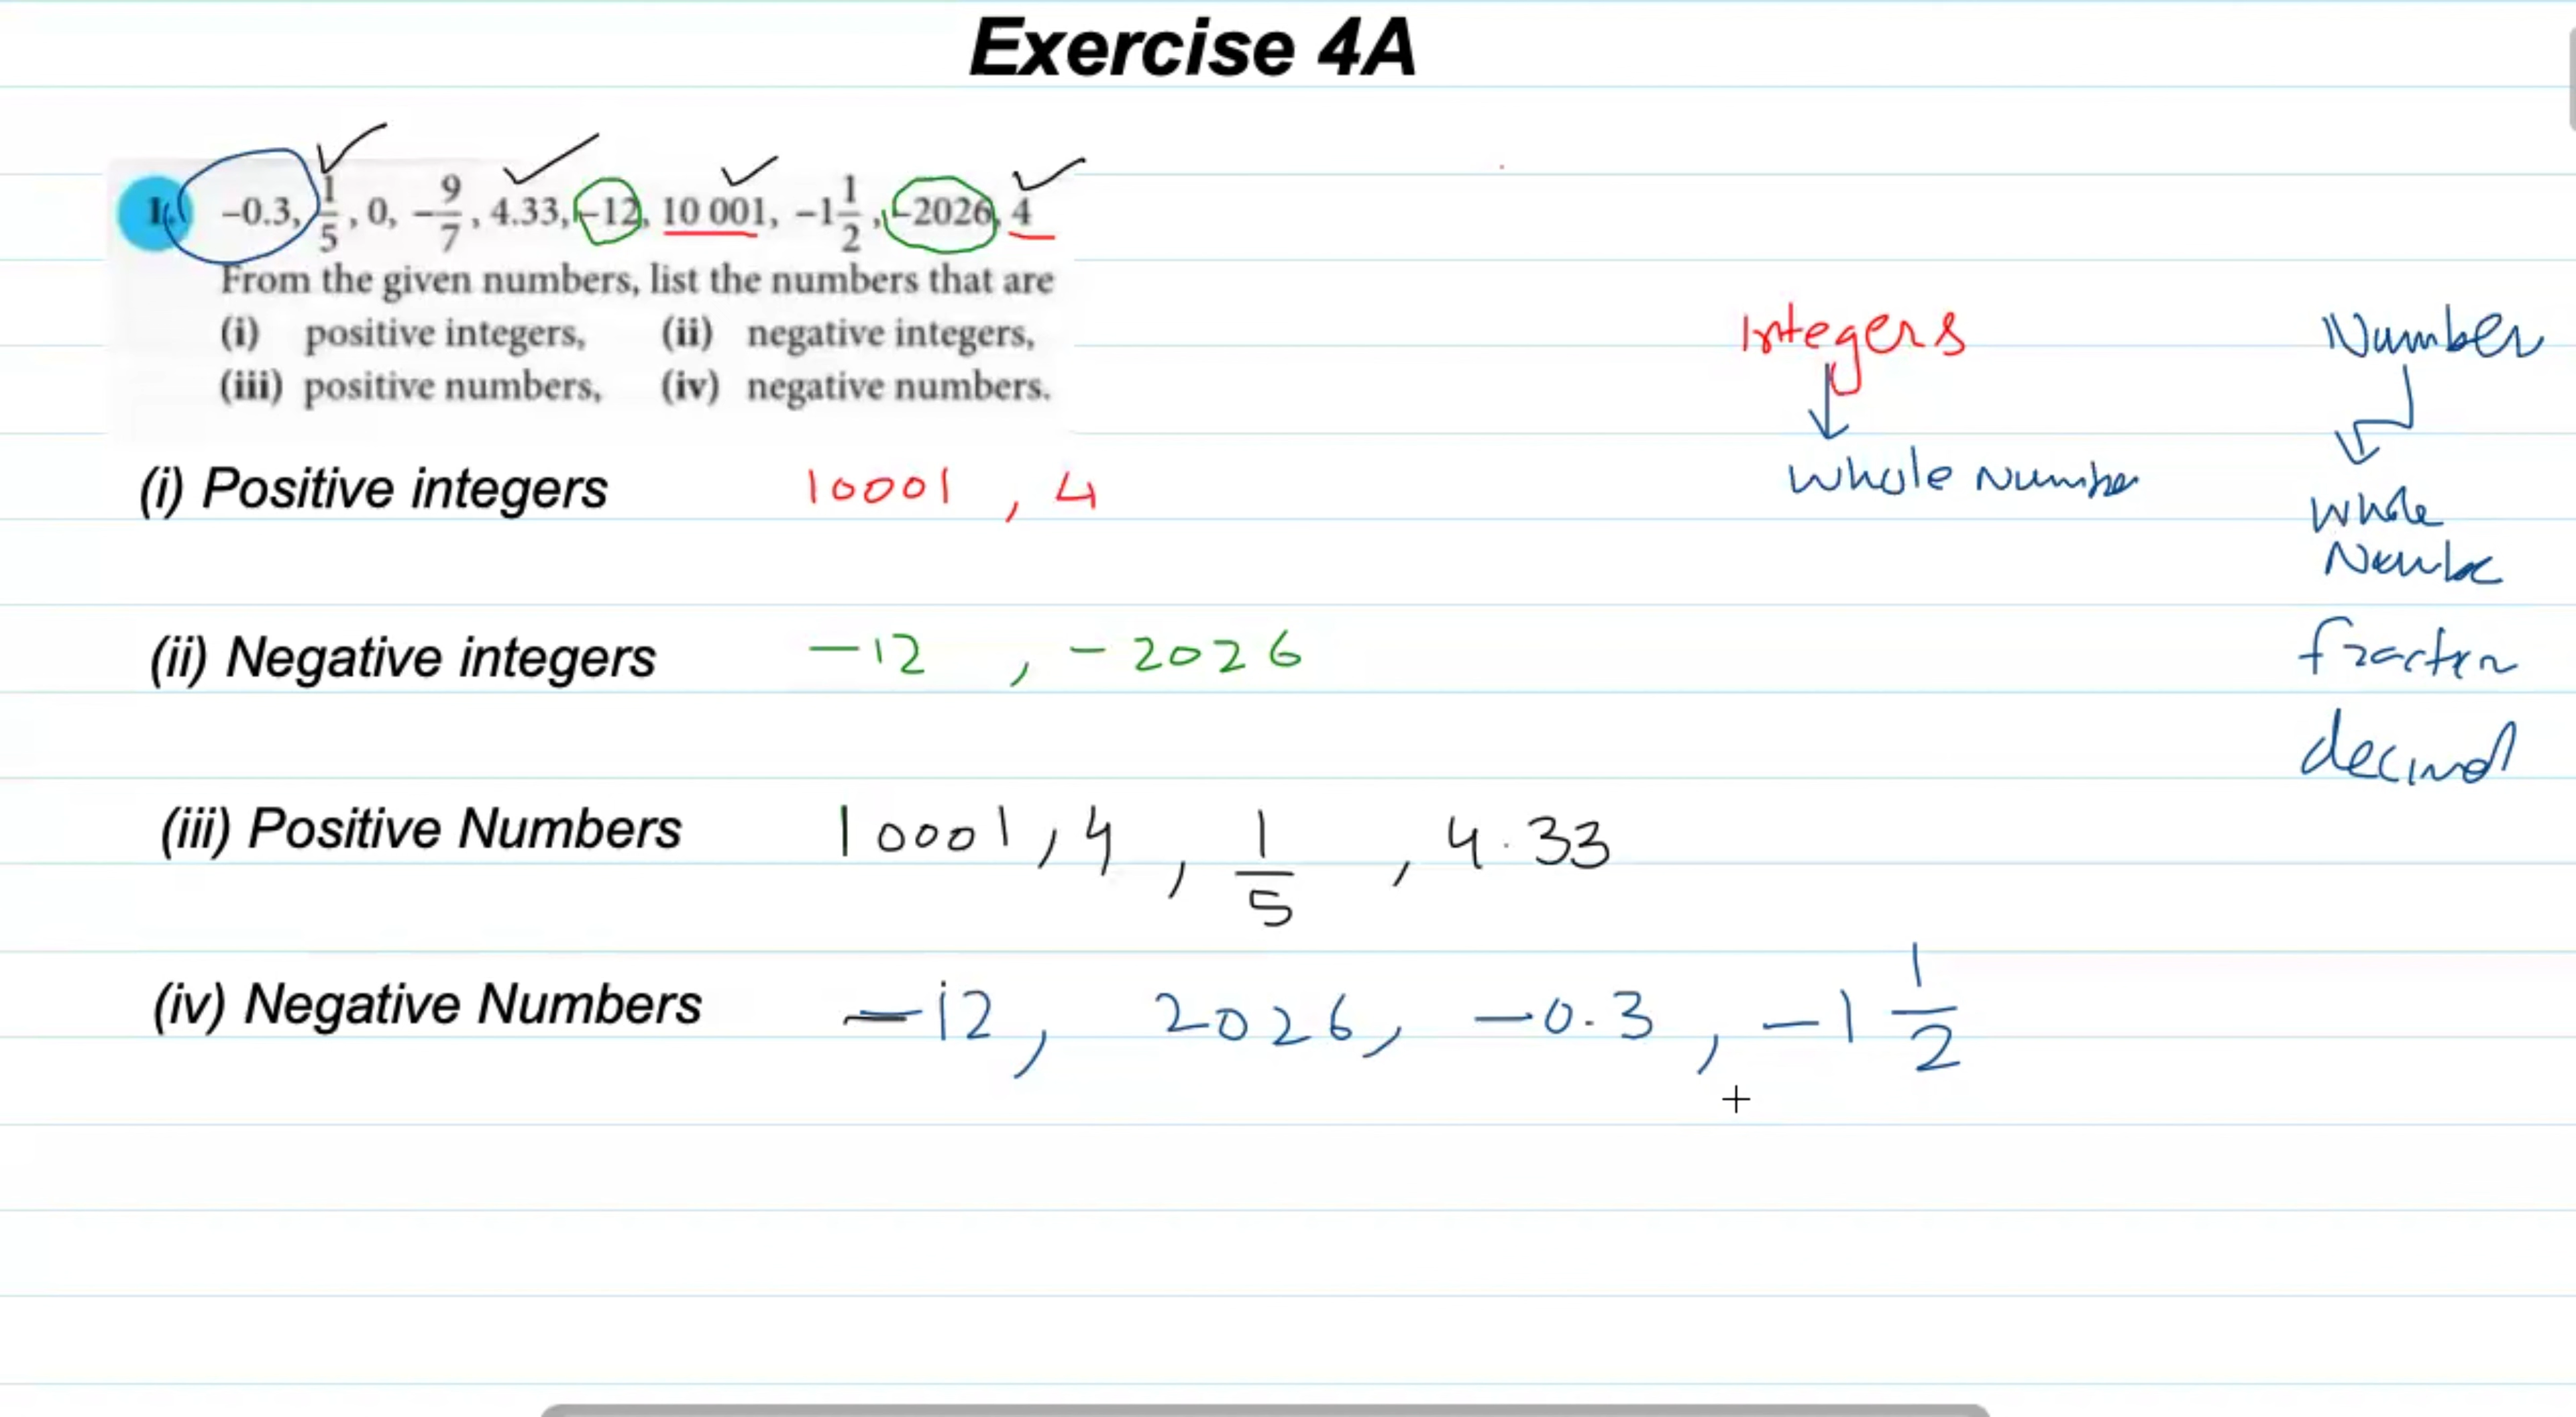 Exercise 4A
1. −0.3, 1/5, 0, −9/7, 4.33, −12, 10 001, −1 1/2, −2026, 4
From the given numbers, list the numbers that are
(i) positive integers, (ii) negative integers,
(iii) positive numbers, (iv) negative numbers.
Integers
Whole Number
Number
Whole
fraction
decimal
(i) Positive integers 10001, 4
(ii) Negative integers −12, −2026
(iii) Positive Numbers 10001, 4, 1/5, 4.33
(iv) Negative Numbers −12, 2026, −0.3, −1 1/2